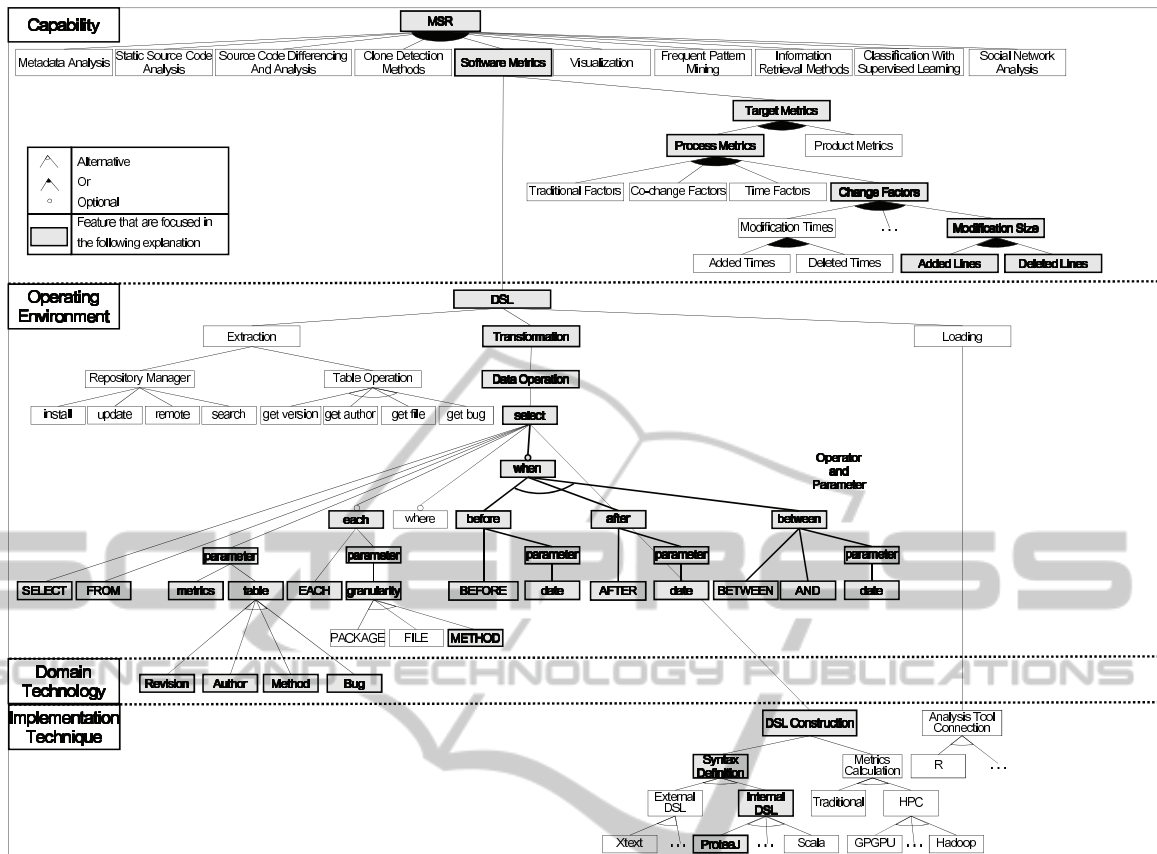 Capability
MSR
Metadata Analysis
Static Source Code
Analysis
Source Code Differencing
And Analysis
Clone Detection
Methods
Software Metrics
Visualization
Frequent Pattern
Mining
Information
Retrieval Methods
Classification With
Supervised Learning
Social Network
Analysis
Target Metrics
Process Metrics
Product Metrics
Alternative
Or
Optional
Feature that are focused in
the following explanation
Traditional Factors
Co-change Factors
Time Factors
Change Factors
Modification Times
...
Modification Size
Added Times
Deleted Times
Added Lines
Deleted Lines
Operating
Environment
DSL
Extraction
Transformation
Loading
Repository Manager
Table Operation
Data Operation
install
update
remote
search
get version
get author
get file
get bug
select
when
Operator
and
Parameter
each
where
before
after
between
parameter
parameter
parameter
parameter
parameter
SELECT
FROM
metrics
table
EACH
granularity
BEFORE
date
AFTER
date
BETWEEN
AND
date
PACKAGE
FILE
METHOD
SCITEPRESS
SCIENCE AND TECHNOLOGY PUBLICATIONS
Domain
Technology
Revision
Author
Method
Bug
Implementation
Technique
DSL Construction
Analysis Tool
Connection
Syntax
Definition
Metrics
Calculation
R
...
External
DSL
Internal
DSL
Traditional
HPC
Xtext
...
ProteaJ
...
Scala
GPGPU
...
Hadoop